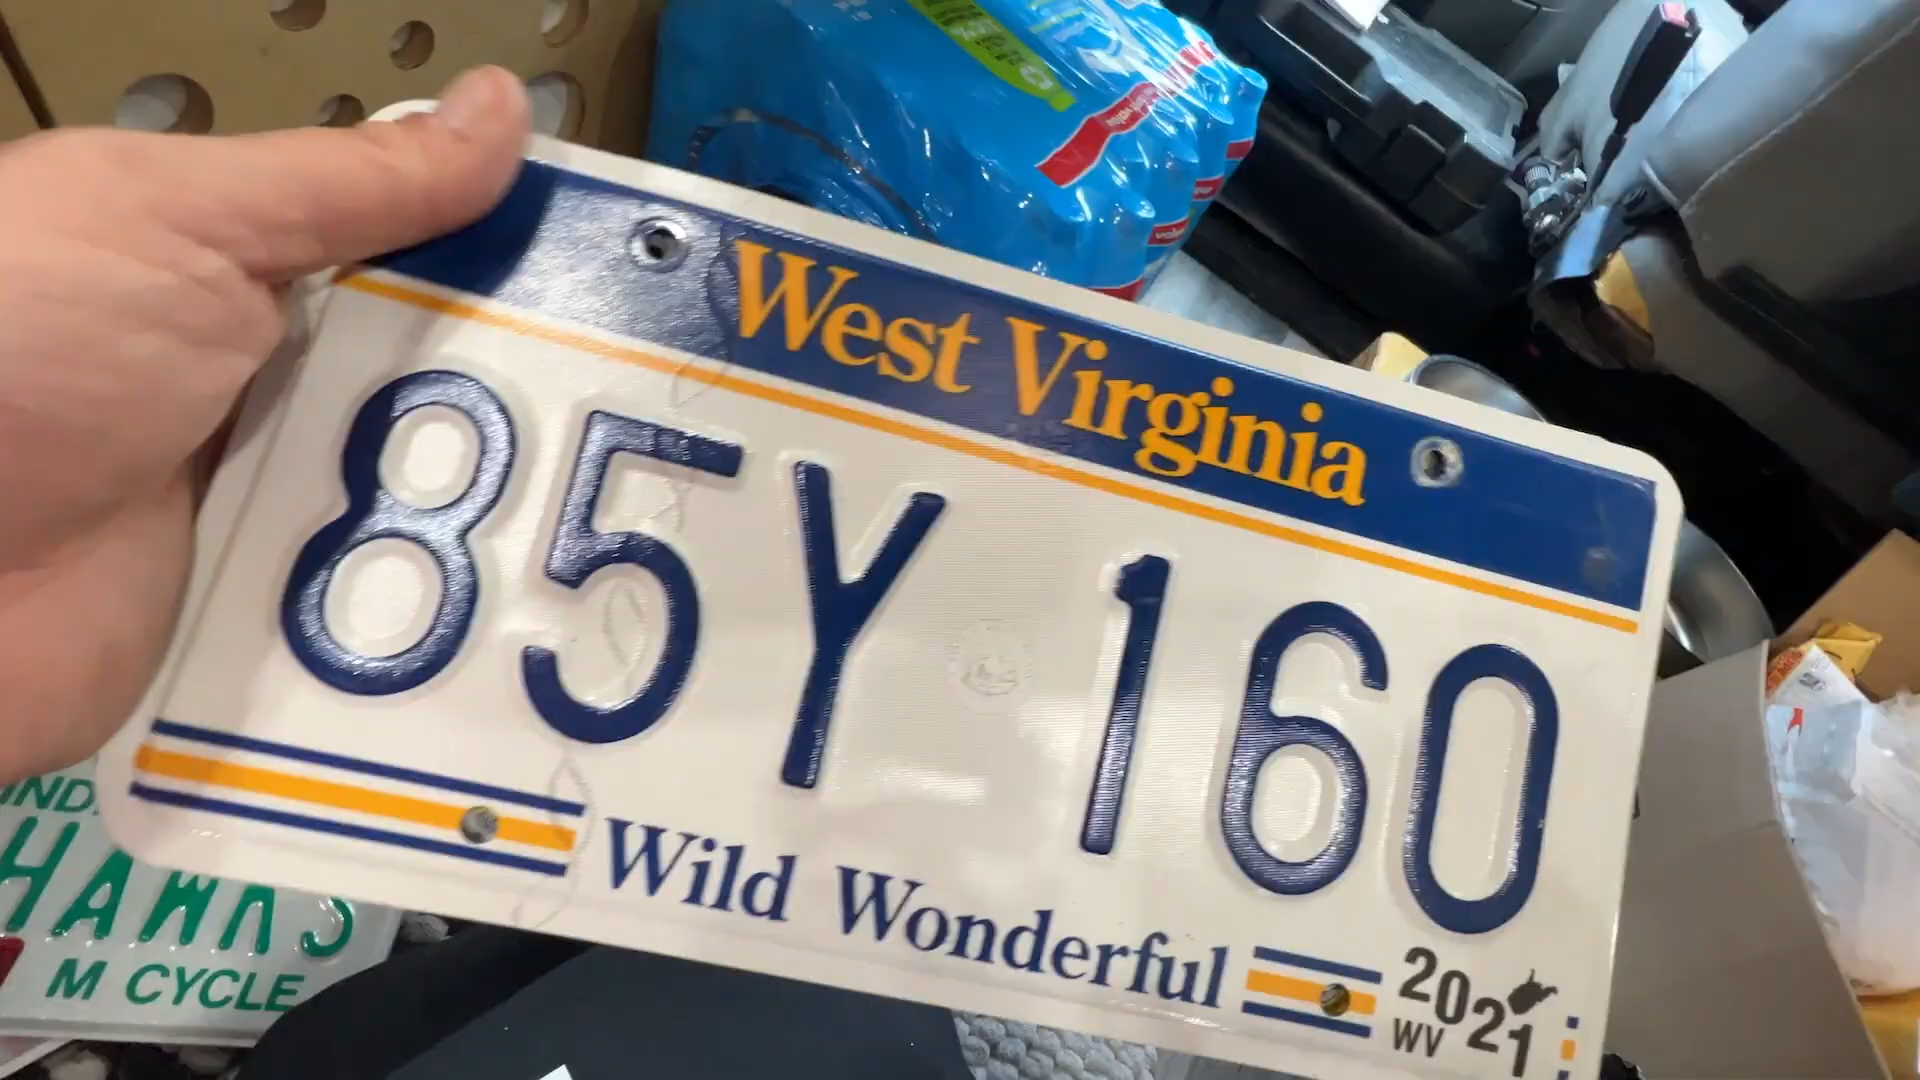 West Virginia
85Y 160
Wild Wonderful
2021
WV
HAWKS
M CYCLE